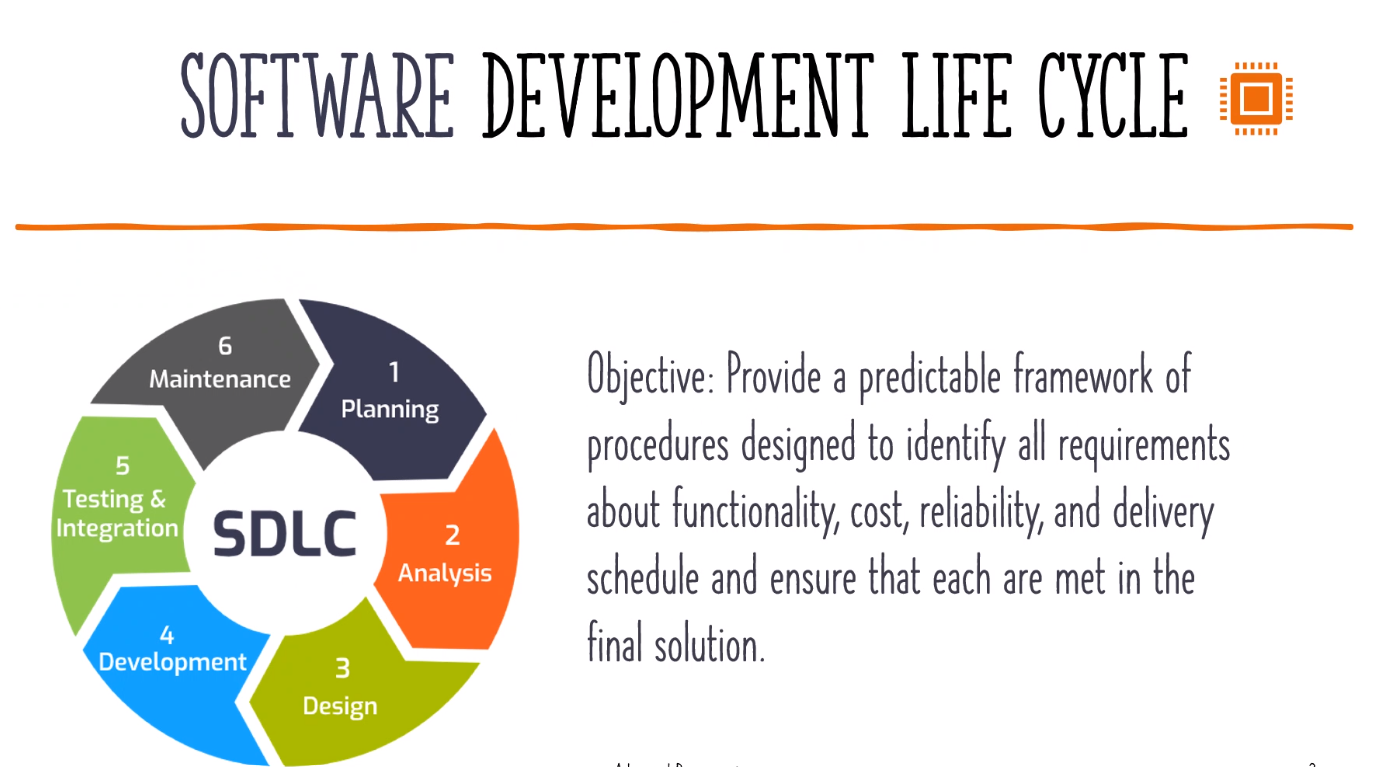 SOFTWARE DEVELOPMENT LIFE CYCLE
6
Maintenance
1
Planning
5
Testing &
Integration
SDLC
2
Analysis
4
Development
3
Design
Objective: Provide a predictable framework of
procedures designed to identify all requirements
about functionality, cost, reliability, and delivery
schedule and ensure that each are met in the
final solution.